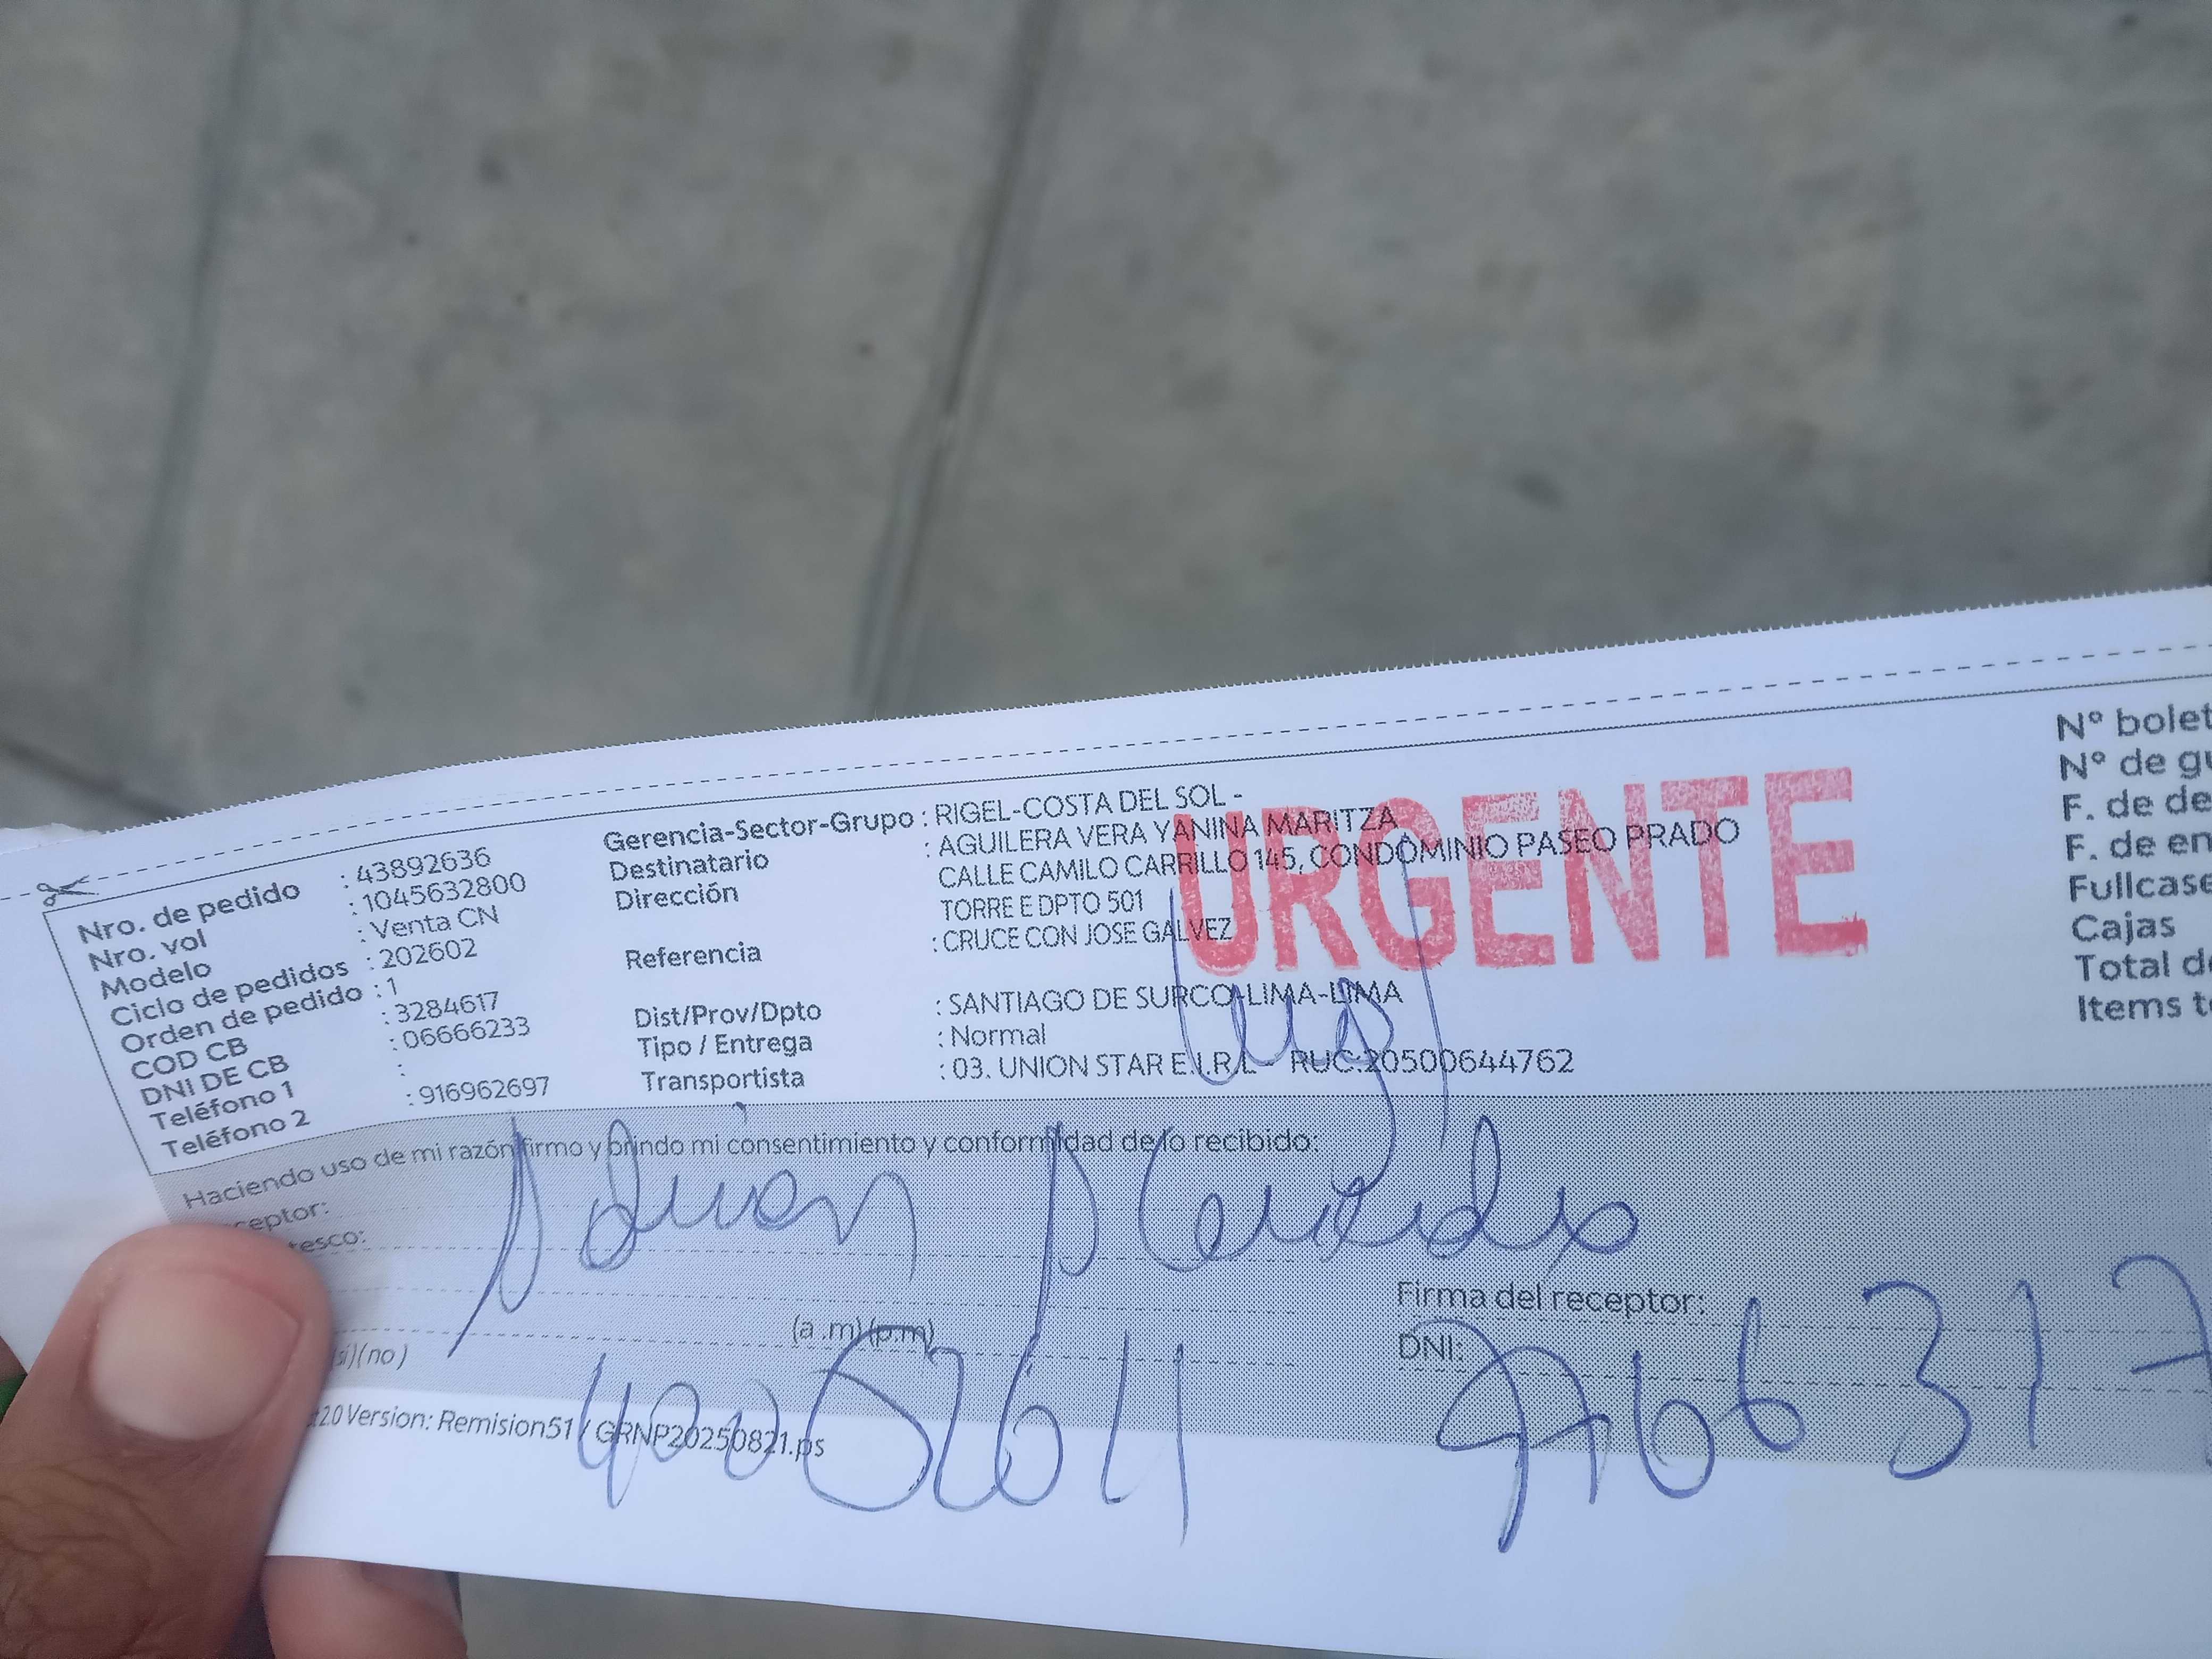 Nro. de pedido : 43892636
Nro. vol : 1045632800
Modelo : Venta CN
Ciclo de pedidos : 202602
Orden de pedido : 1
COD CB : 3284617
DNI DE CB : 06666233
Teléfono 1 :
Teléfono 2 : 916962697
Gerencia-Sector-Grupo : RIGEL-COSTA DEL SOL -
Destinatario : AGUILERA VERA YANINA MARITZA
Dirección CALLE CAMILO CARRILLO 145, CONDOMINIO PASEO PRADO
TORRE E DPTO 501
Referencia : CRUCE CON JOSE GALVEZ
Dist/Prov/Dpto : SANTIAGO DE SURCO-LIMA-LIMA
Tipo / Entrega : Normal
Transportista : 03. UNION STAR E.I.R.L - RUC:20500644762
URGENTE
Nº bolet
Nº de gu
F. de de
F. de en
Fullcase
Cajas
Total de
Items to
Haciendo uso de mi razón firmo y brindo mi consentimiento y conformidad de lo recibido:
ceptor:
tesco:
Firma del receptor:
(a .m) (p.m)
DNI:
(si)(no)
20 Version: Remision51 / GRNP20250821.ps